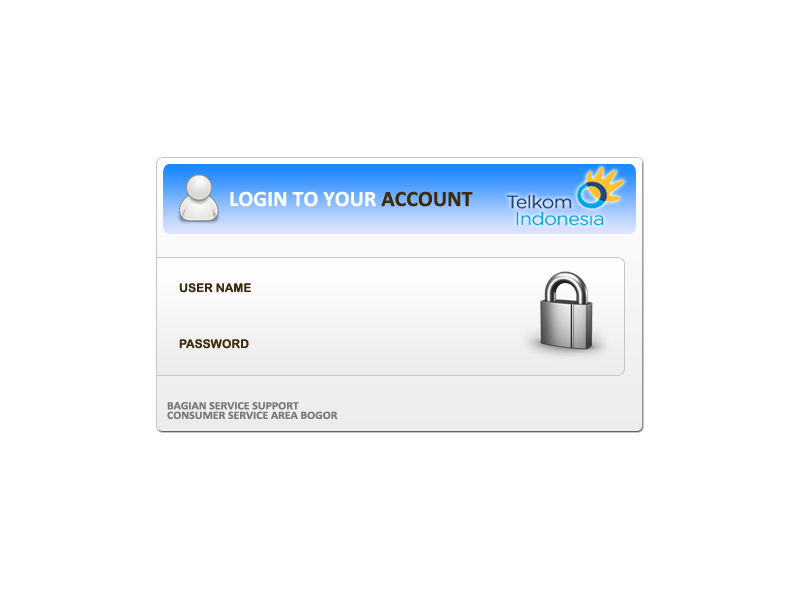 LOGIN TO YOUR ACCOUNT
Telkom
Indonesia
USER NAME
PASSWORD
BAGIAN SERVICE SUPPORT
CONSUMER SERVICE AREA BOGOR